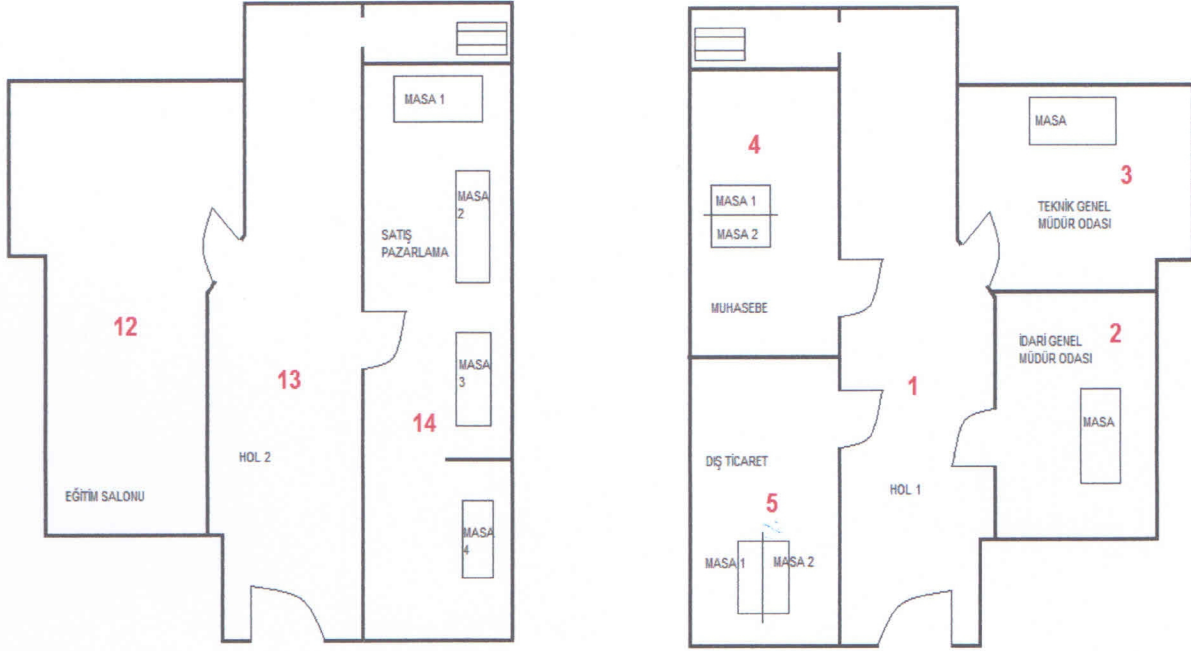 MASA 1
MASA
2
SATIŞ
PAZARLAMA
12
MASA
3
13
14
HOL 2
EĞİTİM SALONU
MASA
4
MASA
4
3
MASA 1
TEKNİK GENEL
MÜDÜR ODASI
MASA 2
MUHASEBE
2
İDARİ GENEL
MÜDÜR ODASI
1
MASA
DIŞ TİCARET
HOL 1
5
MASA 1
MASA 2